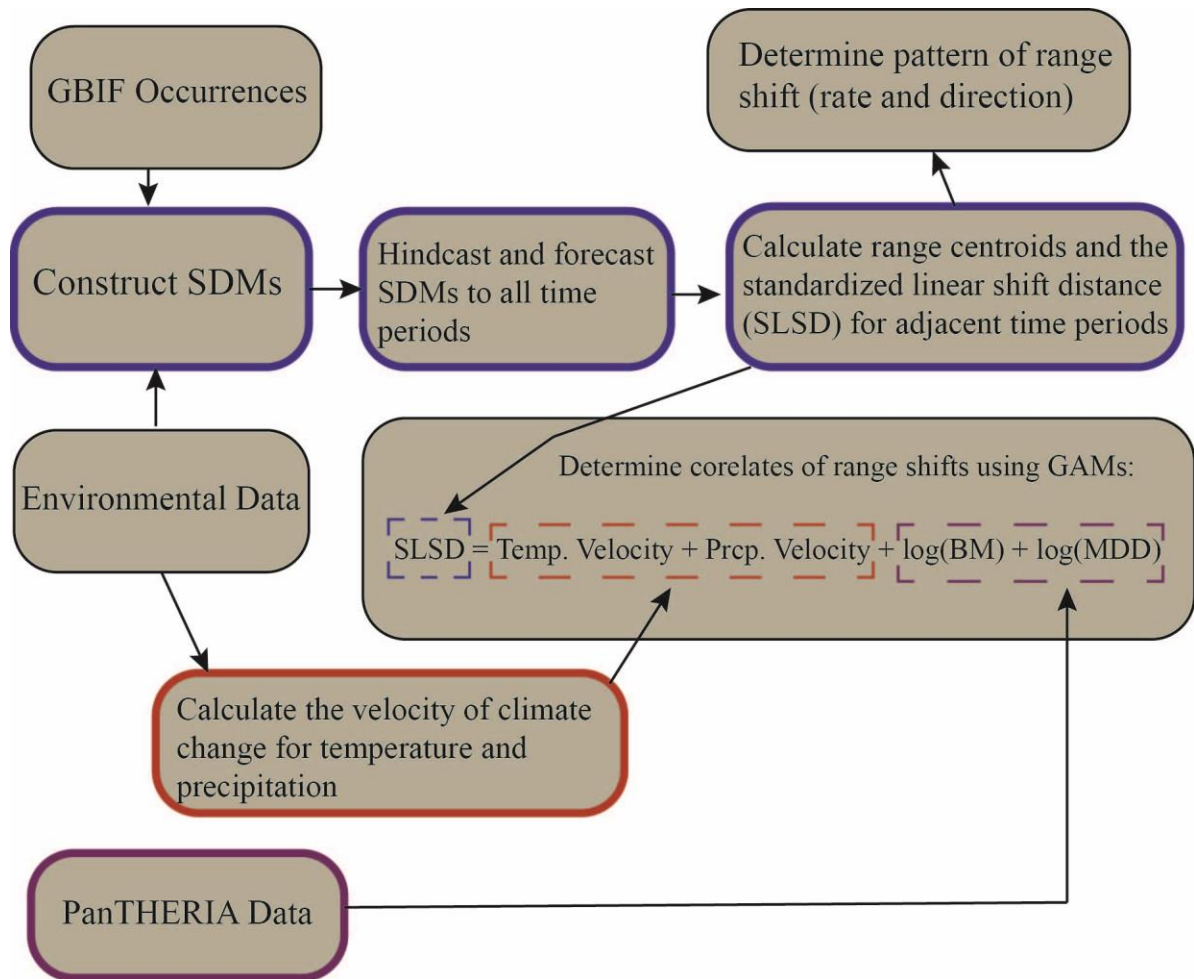 GBIF Occurrences
Determine pattern of range
shift (rate and direction)
Construct SDMs
Hindcast and forecast
SDMs to all time
periods
Calculate range centroids and the
standardized linear shift distance
(SLSD) for adjacent time periods
Environmental Data
Determine corelates of range shifts using GAMs:
SLSD = Temp. Velocity + Prcp. Velocity + log(BM) + log(MDD)
Calculate the velocity of climate
change for temperature and
precipitation
PanTHERIA Data